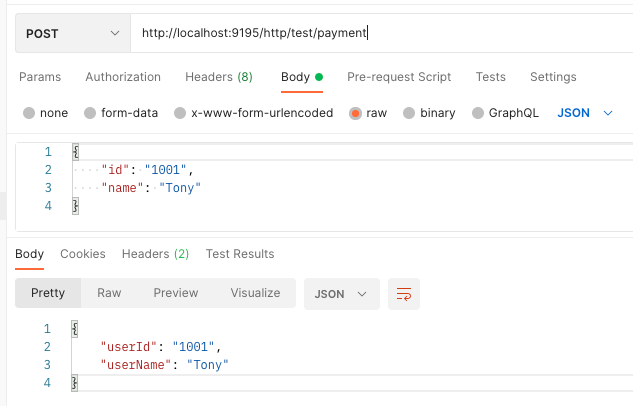 POST http://localhost:9195/http/test/payment
Params Authorization Headers (8) Body Pre-request Script Tests Settings
none form-data x-www-form-urlencoded raw binary GraphQL JSON
1 {
2 "id": "1001",
3 "name": "Tony"
4 }
Body Cookies Headers (2) Test Results
Pretty Raw Preview Visualize JSON
1 {
2 "userId": "1001",
3 "userName": "Tony"
4 }